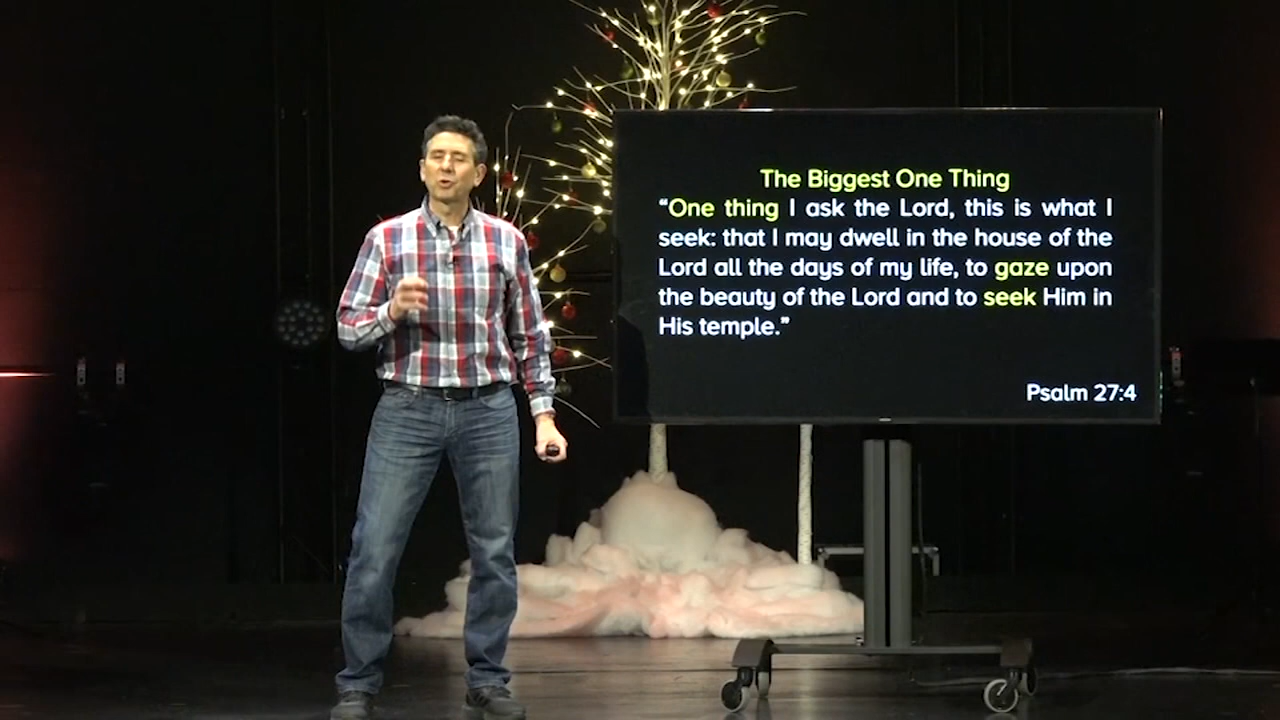 The Biggest One Thing
“One thing I ask the Lord, this is what I
seek: that I may dwell in the house of the
Lord all the days of my life, to gaze upon
the beauty of the Lord and to seek Him in
His temple.”
Psalm 27:4